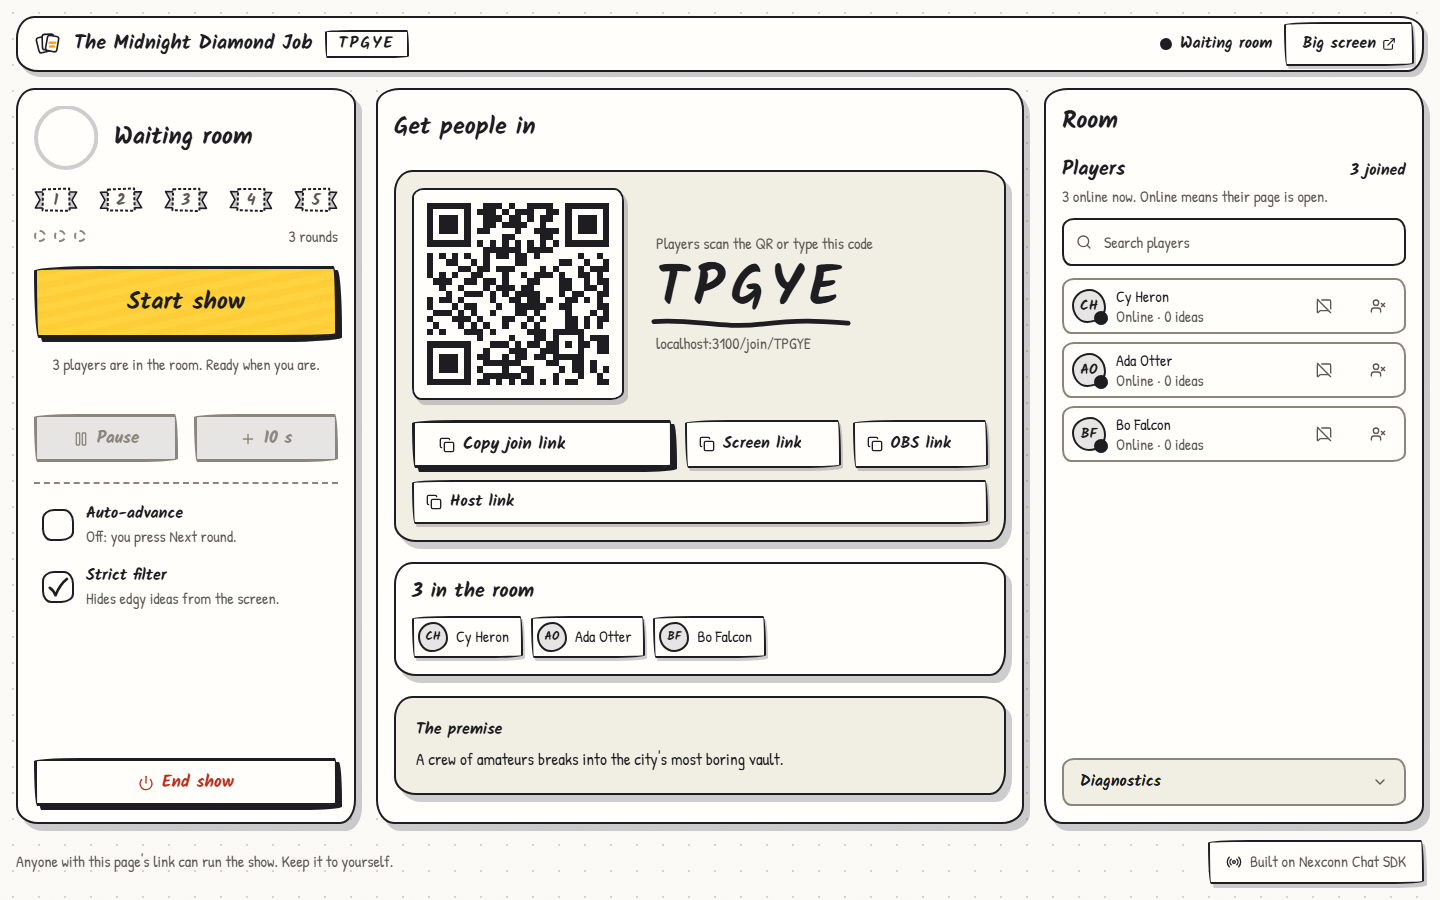 The Midnight Diamond Job
TPGYE
Waiting room
Big screen
Waiting room
1 2 3 4 5
3 rounds
Start show
3 players are in the room. Ready when you are.
Pause
+ 10 s
Auto-advance
Off: you press Next round.
Strict filter
Hides edgy ideas from the screen.
End show
Get people in
Players scan the QR or type this code
TPGYE
localhost:3100/join/TPGYE
Copy join link
Screen link
OBS link
Host link
3 in the room
CH Cy Heron
AO Ada Otter
BF Bo Falcon
The premise
A crew of amateurs breaks into the city's most boring vault.
Room
Players
3 joined
3 online now. Online means their page is open.
Search players
CH
Cy Heron
Online · 0 ideas
AO
Ada Otter
Online · 0 ideas
BF
Bo Falcon
Online · 0 ideas
Diagnostics
Anyone with this page's link can run the show. Keep it to yourself.
Built on Nexconn Chat SDK